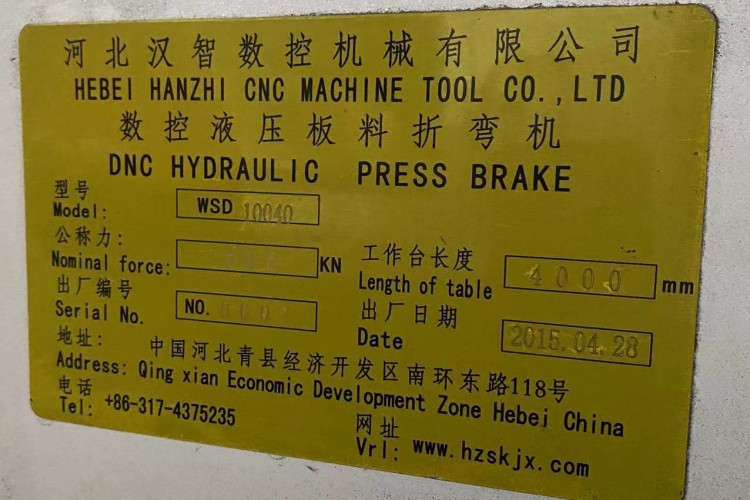 河北汉智数控机械有限公司
HEBEI HANZHI CNC MACHINE TOOL CO.,LTD
数控液压板料折弯机
DNC HYDRAULIC PRESS BRAKE
型号
Model: WSD 10040
公称力:
Nominal force: KN
工作台长度
Length of table 4000 mm
出厂编号
Serial No. NO.
出厂日期
Date 2015.04.28
地址: 中国河北青县经济开发区南环东路118号
Address: Qing xian Economic Development Zone Hebei China
电话
Tel: +86-317-4375235
网址
Vrl: www.hzskjx.com